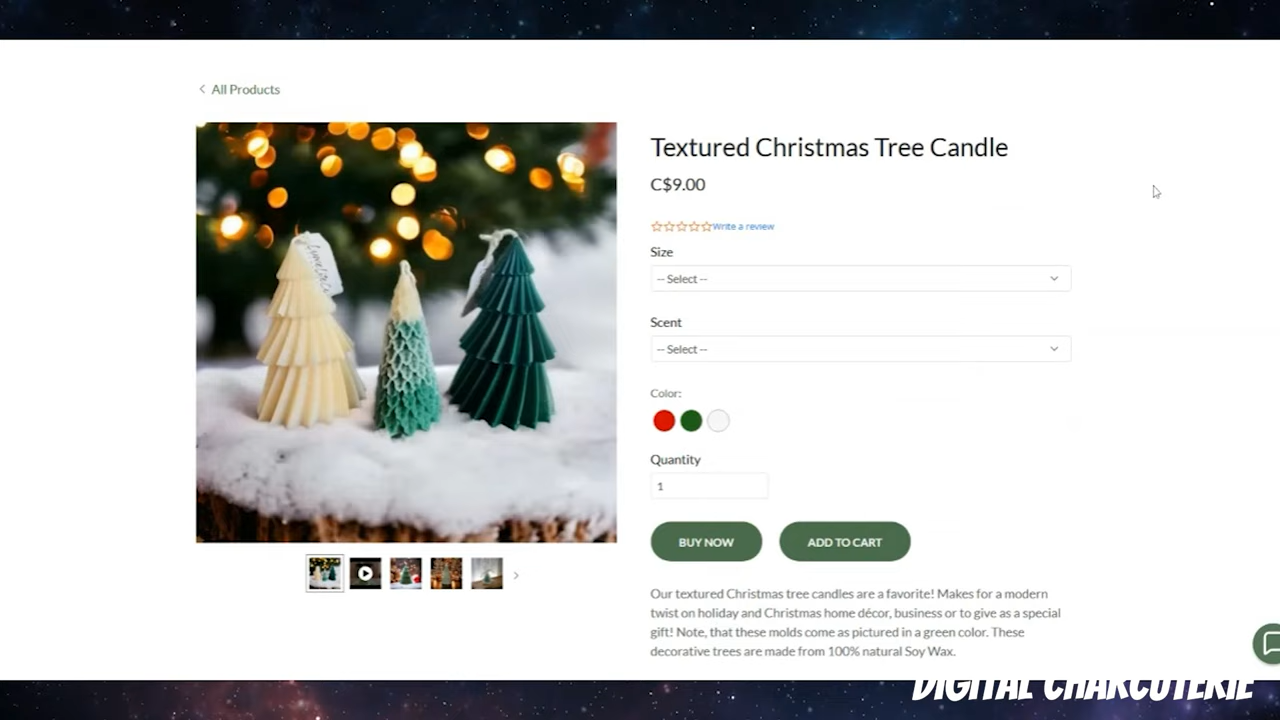 All Products
Textured Christmas Tree Candle
C$9.00
Write a review
Size
-- Select --
Scent
-- Select --
Color:
Quantity
1
BUY NOW
ADD TO CART
Our textured Christmas tree candles are a favorite! Makes for a modern
twist on holiday and Christmas home décor, business or to give as a special
gift! Note, that these molds come as pictured in a green color. These
decorative trees are made from 100% natural Soy Wax.
DIGITAL CHARCUTERIE